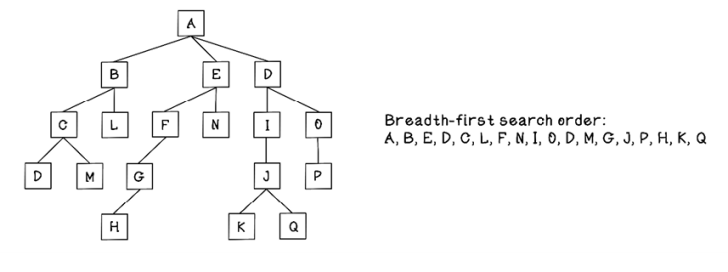 A
B E D
C L F N I O
D M G J P
H K Q
Breadth-first search order:
A, B, E, D, C, L, F, N, I, O, D, M, G, J, P, H, K, Q